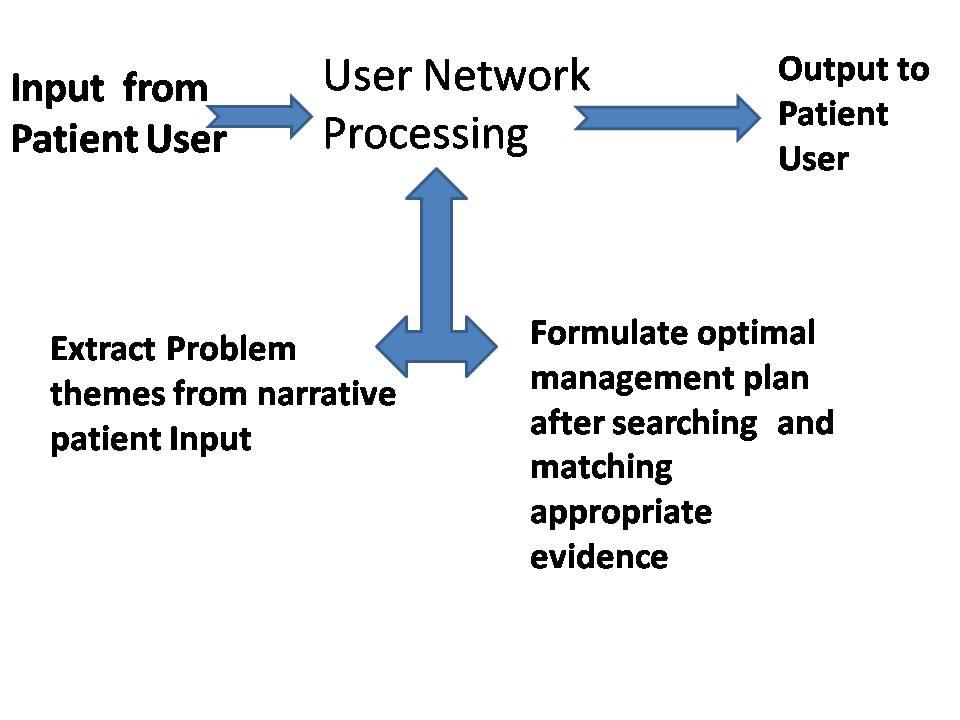 Input from
Patient User
User Network
Processing
Output to
Patient
User
Extract Problem
themes from narrative
patient Input
Formulate optimal
management plan
after searching and
matching
appropriate
evidence